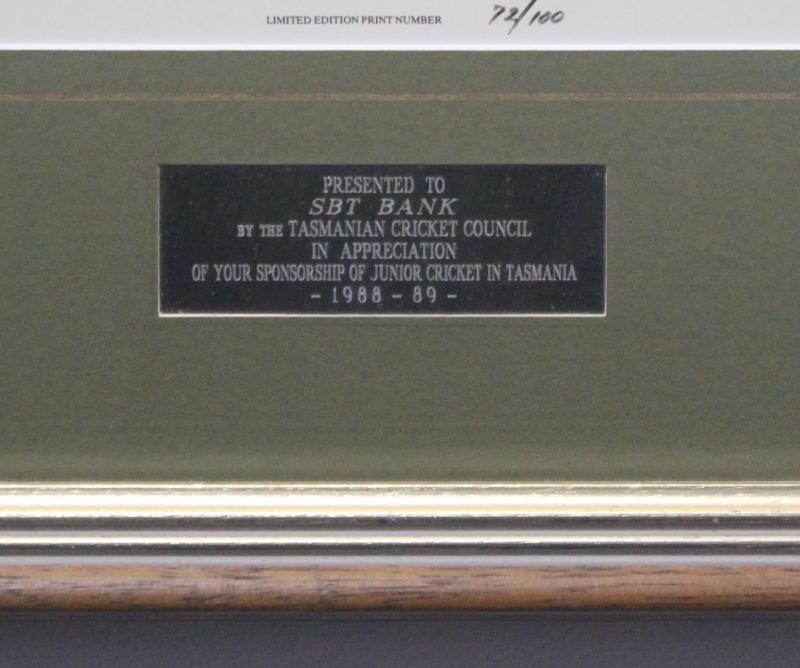 LIMITED EDITION PRINT NUMBER 72/100
PRESENTED TO
SBT BANK
BY THE TASMANIAN CRICKET COUNCIL
IN APPRECIATION
OF YOUR SPONSORSHIP OF JUNIOR CRICKET IN TASMANIA
- 1988 - 89 -